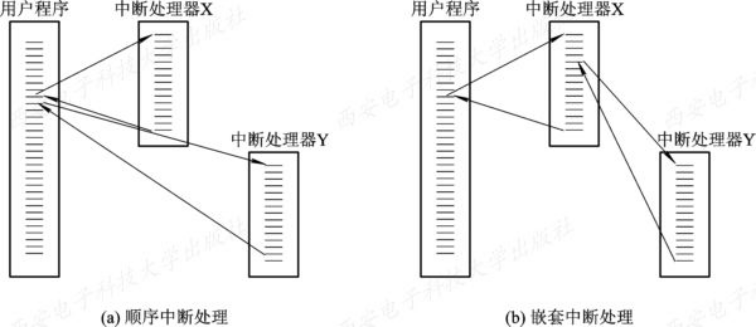 用户程序 中断处理器X 用户程序 中断处理器X
中断处理器Y 中断处理器Y
(a) 顺序中断处理 (b) 嵌套中断处理
西安电子科技大学出版社